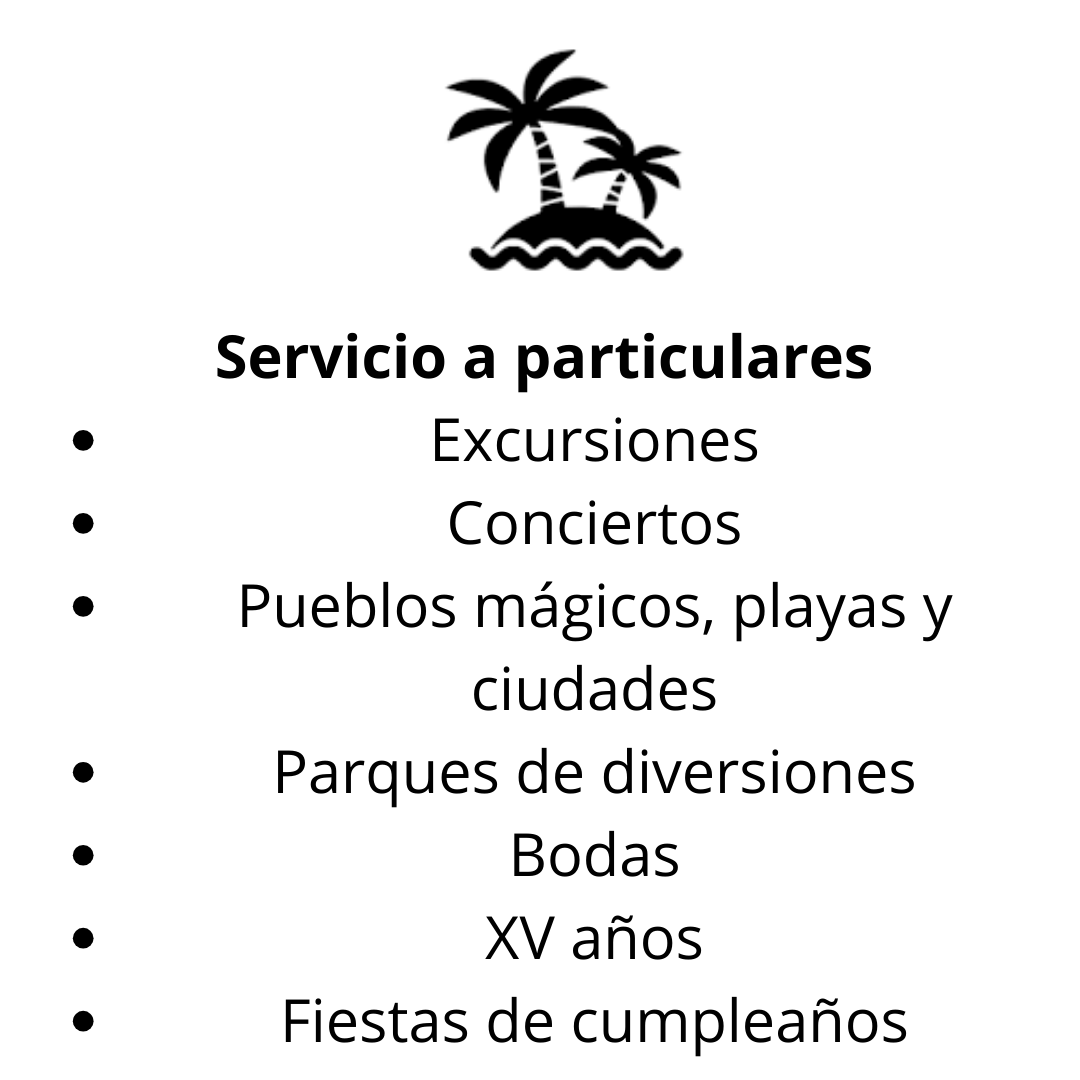 Servicio a particulares
• Excursiones
• Conciertos
• Pueblos mágicos, playas y
ciudades
• Parques de diversiones
• Bodas
• XV años
• Fiestas de cumpleaños